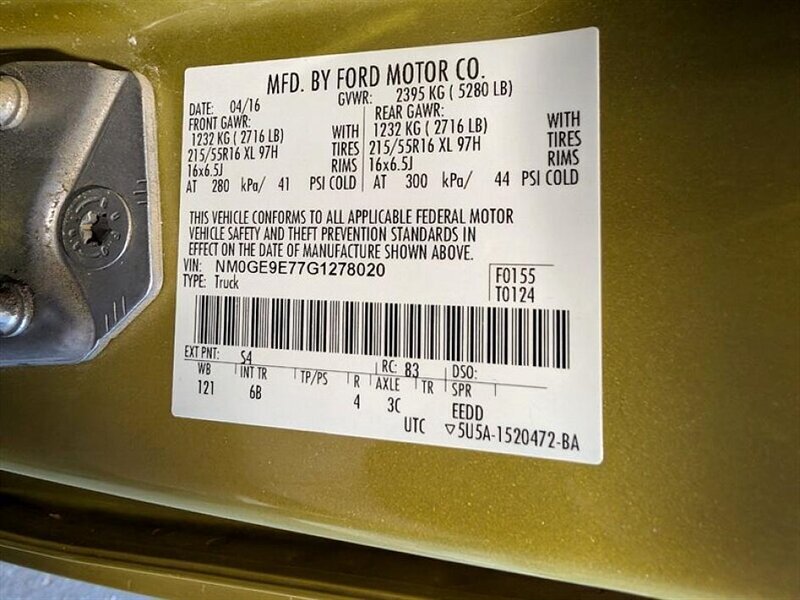 MFD. BY FORD MOTOR CO.
DATE: 04/16 GVWR: 2395 KG ( 5280 LB)
FRONT GAWR: REAR GAWR:
1232 KG ( 2716 LB) WITH 1232 KG ( 2716 LB) WITH
215/55R16 XL 97H TIRES 215/55R16 XL 97H TIRES
16x6.5J RIMS 16x6.5J RIMS
AT 280 kPa/ 41 PSI COLD AT 300 kPa/ 44 PSI COLD
THIS VEHICLE CONFORMS TO ALL APPLICABLE FEDERAL MOTOR
VEHICLE SAFETY AND THEFT PREVENTION STANDARDS IN
EFFECT ON THE DATE OF MANUFACTURE SHOWN ABOVE.
VIN: NM0GE9E77G1278020 F0155
TYPE: Truck T0124
EXT PNT: S4 RC: 83 DSO:
WB INT TR TP/PS R AXLE TR SPR
121 6B 4 3C EEDD
UTC ▽5U5A-1520472-BA